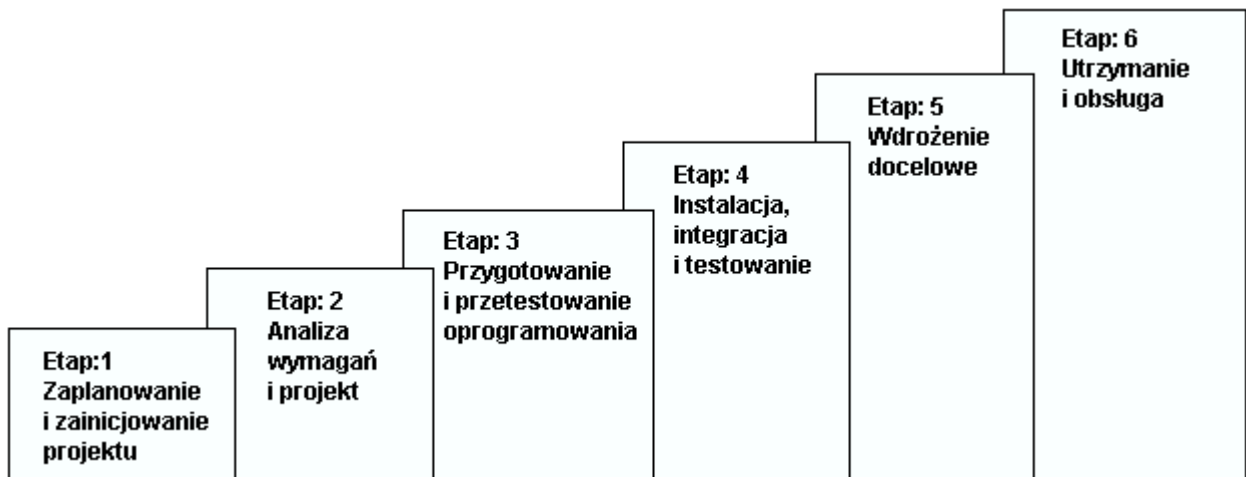 Etap:1
Zaplanowanie
i zainicjowanie
projektu
Etap: 2
Analiza
wymagań
i projekt
Etap: 3
Przygotowanie
i przetestowanie
oprogramowania
Etap: 4
Instalacja,
integracja
i testowanie
Etap: 5
Wdrożenie
docelowe
Etap: 6
Utrzymanie
i obsługa